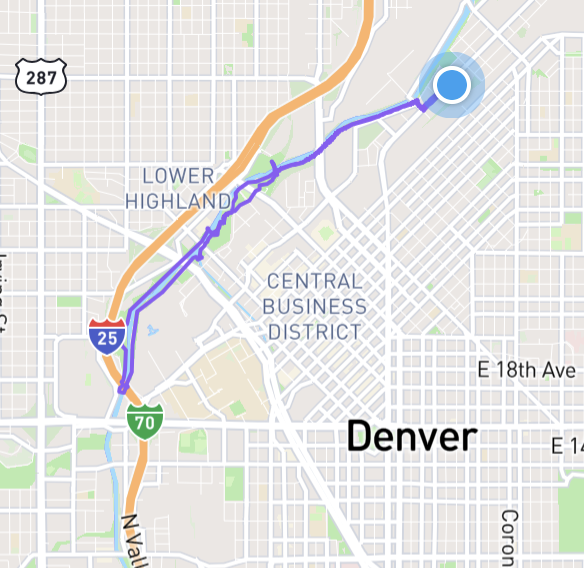 287
LOWER
HIGHLAND
CENTRAL
BUSINESS
DISTRICT
25
E 18th Ave
70
Denver
E 14
N Vall
Coron